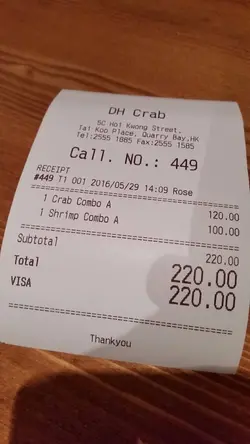 DH Crab
5C Hoi Kwong Street,
Tai Koo Place, Quarry Bay,HK
Tel:2555 1885 Fax:2555 1585
Call. NO.: 449
RECEIPT
#449 T1 001 2016/05/29 14:09 Rose
1 Crab Combo A 120.00
1 Shrimp Combo A 100.00
Subtotal 220.00
Total 220.00
VISA 220.00
Thankyou